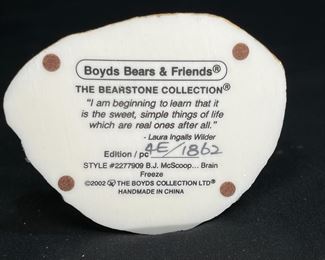 Boyds Bears & Friends®
THE BEARSTONE COLLECTION®
"I am beginning to learn that it
is the sweet, simple things of life
which are real ones after all."
- Laura Ingalls Wilder
Edition / pc 4E/1862
STYLE #2277909 B.J. McScoop... Brain
Freeze
©2002 THE BOYDS COLLECTION LTD®
HANDMADE IN CHINA